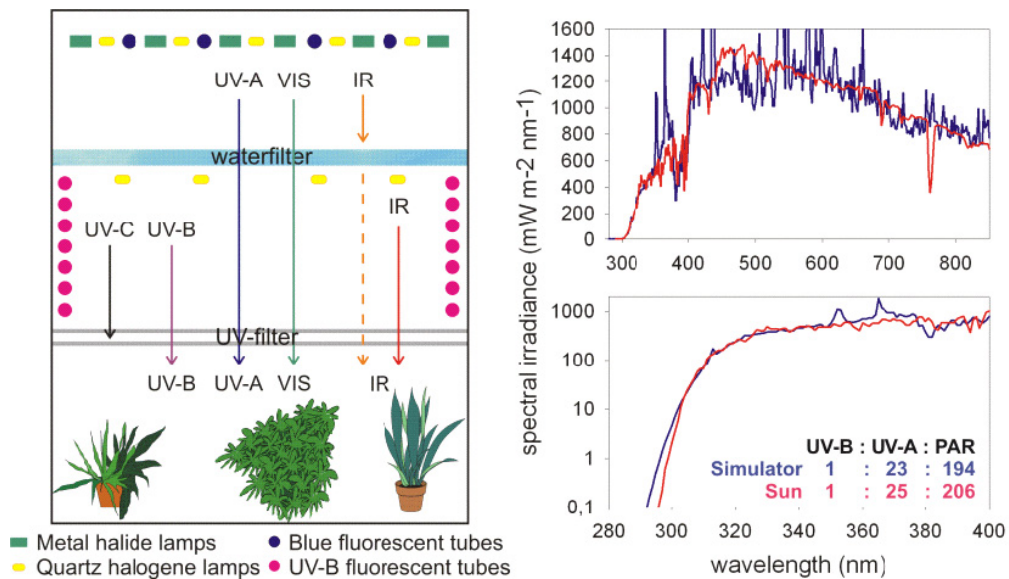 UV-A VIS IR
waterfilter
IR
UV-C UV-B
UV-filter
UV-B UV-A VIS IR
Metal halide lamps
Blue fluorescent tubes
Quartz halogene lamps
UV-B fluorescent tubes
spectral irradiance (mW m-2 nm-1)
1600
1400
1200
1000
800
600
400
200
0
300 400 500 600 700 800
1000
100
10
1
0,1
UV-B : UV-A : PAR
Simulator 1 : 23 : 194
Sun 1 : 25 : 206
280 300 320 340 360 380 400
wavelength (nm)